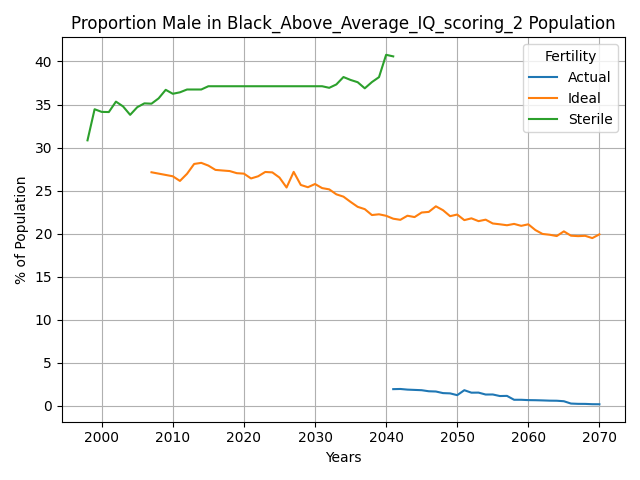 Proportion Male in Black_Above_Average_IQ_scoring_2 Population
Fertility
Actual
Ideal
Sterile
% of Population
40
35
30
25
20
15
10
5
0
2000 2010 2020 2030 2040 2050 2060 2070
Years